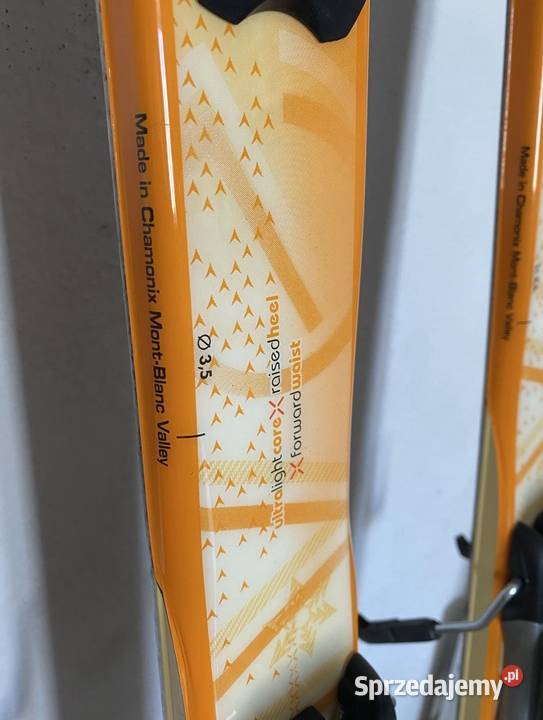 Made in Chamonix Mont-Blanc Valley
Ø 3,5
ultralightcore X raisedheel
X forwardwaist
Made in Chamonix Mont-Blanc Valley
Sprzedajemy.pl